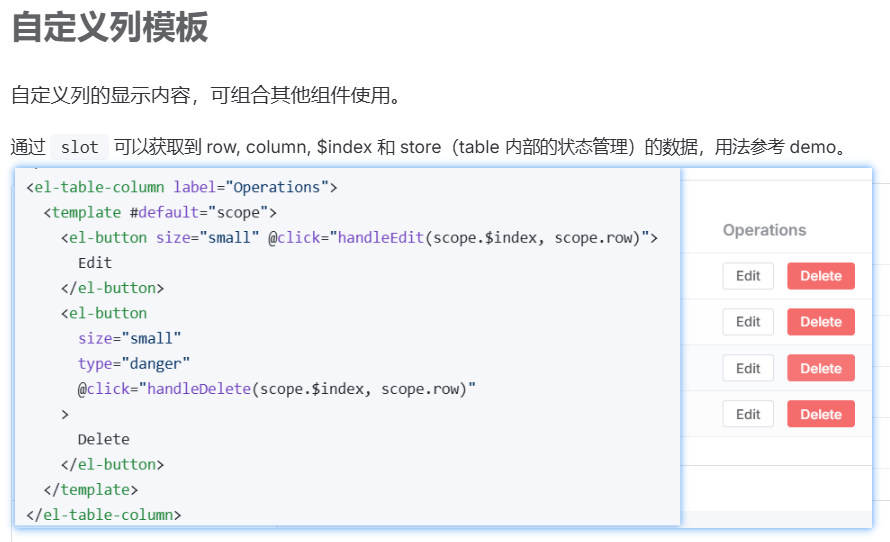 自定义列模板
自定义列的显示内容，可组合其他组件使用。
通过 slot 可以获取到 row, column, $index 和 store（table 内部的状态管理）的数据，用法参考 demo。
<el-table-column label="Operations">
<template #default="scope">
<el-button size="small" @click="handleEdit(scope.$index, scope.row)">
Edit
</el-button>
<el-button
size="small"
type="danger"
@click="handleDelete(scope.$index, scope.row)"
>
Delete
</el-button>
</template>
</el-table-column>
Operations
Edit Delete
Edit Delete
Edit Delete
Edit Delete